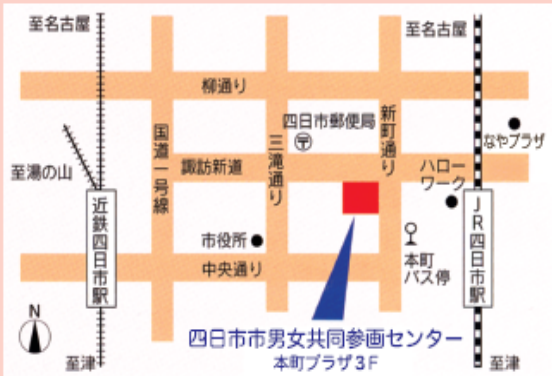 至名古屋
至名古屋
柳通り
四日市郵便局
〒
なやプラザ
国道一号線
三滝通り
新町通り
諏訪新道
ハロー
ワーク
至湯の山
近鉄四日市駅
JR四日市駅
市役所
本町
バス停
中央通り
N
四日市市男女共同参画センター
本町プラザ3F
至津
至津